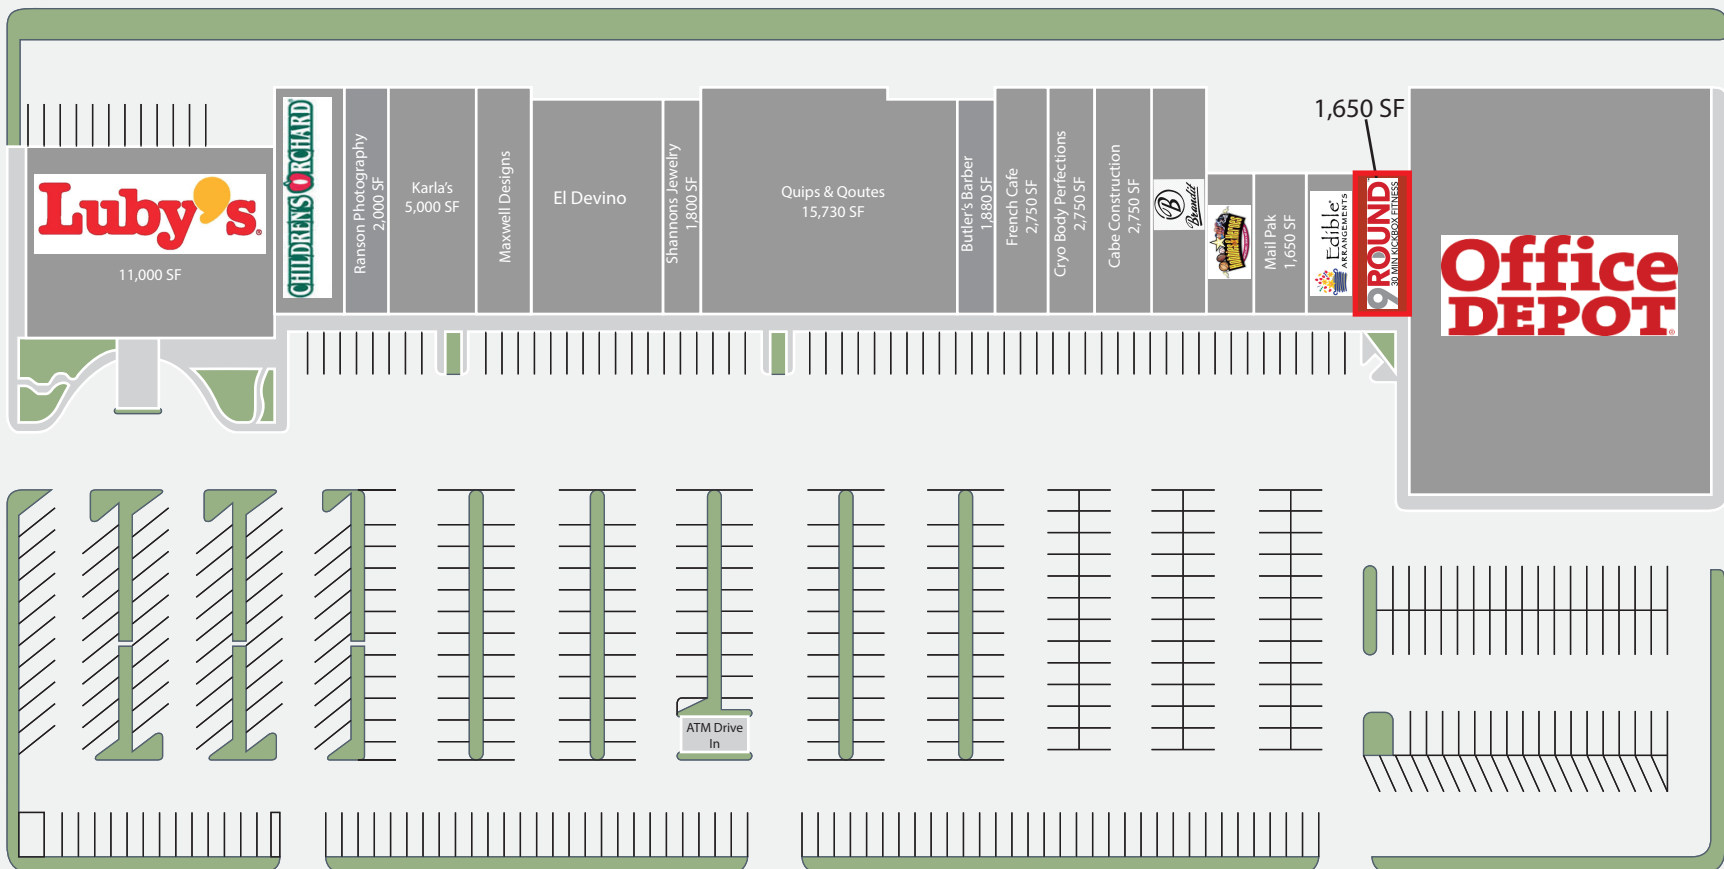 1,650 SF
Luby's
11,000 SF
CHILDREN'S ORCHARD
Ranson Photography
2,000 SF
Karla's
5,000 SF
Maxwell Designs
El Devino
Shannons Jewelry
1,800 SF
Quips & Qoutes
15,730 SF
Butler's Barber
1,880 SF
French Cafe
2,750 SF
Cryo Body Perfections
2,750 SF
Cabe Construction
2,750 SF
B
Brandit
Mail Pak
1,650 SF
Edible
ARRANGEMENTS
9ROUND
30 MIN KICKBOX FITNESS
Office
DEPOT
ATM Drive
In